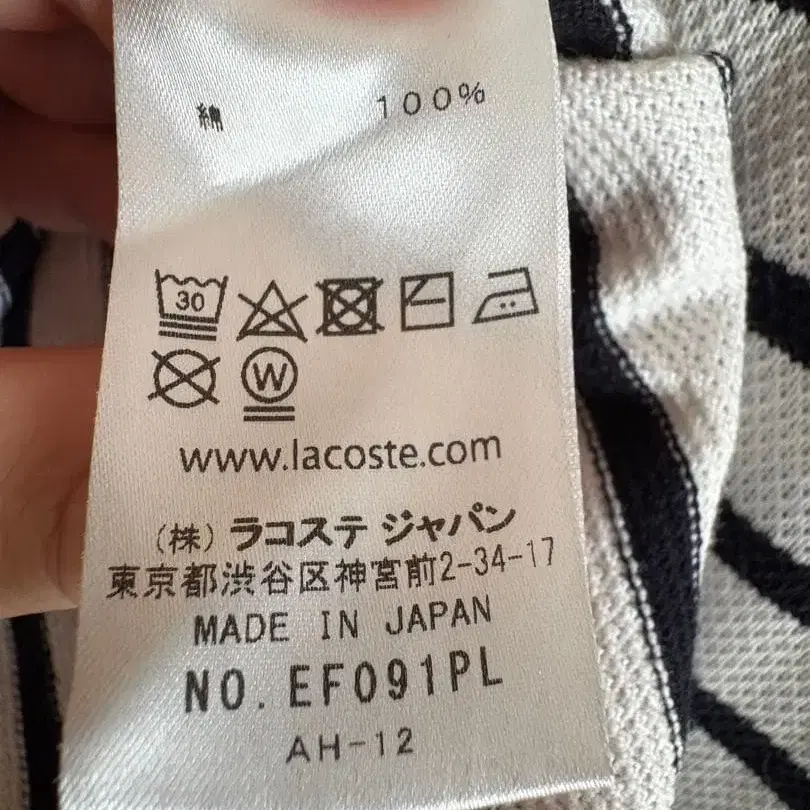 綿 100%
30
W
www.lacoste.com
(株) ラコステ ジャパン
東京都渋谷区神宮前2-34-17
MADE IN JAPAN
NO. EF091PL
AH-12